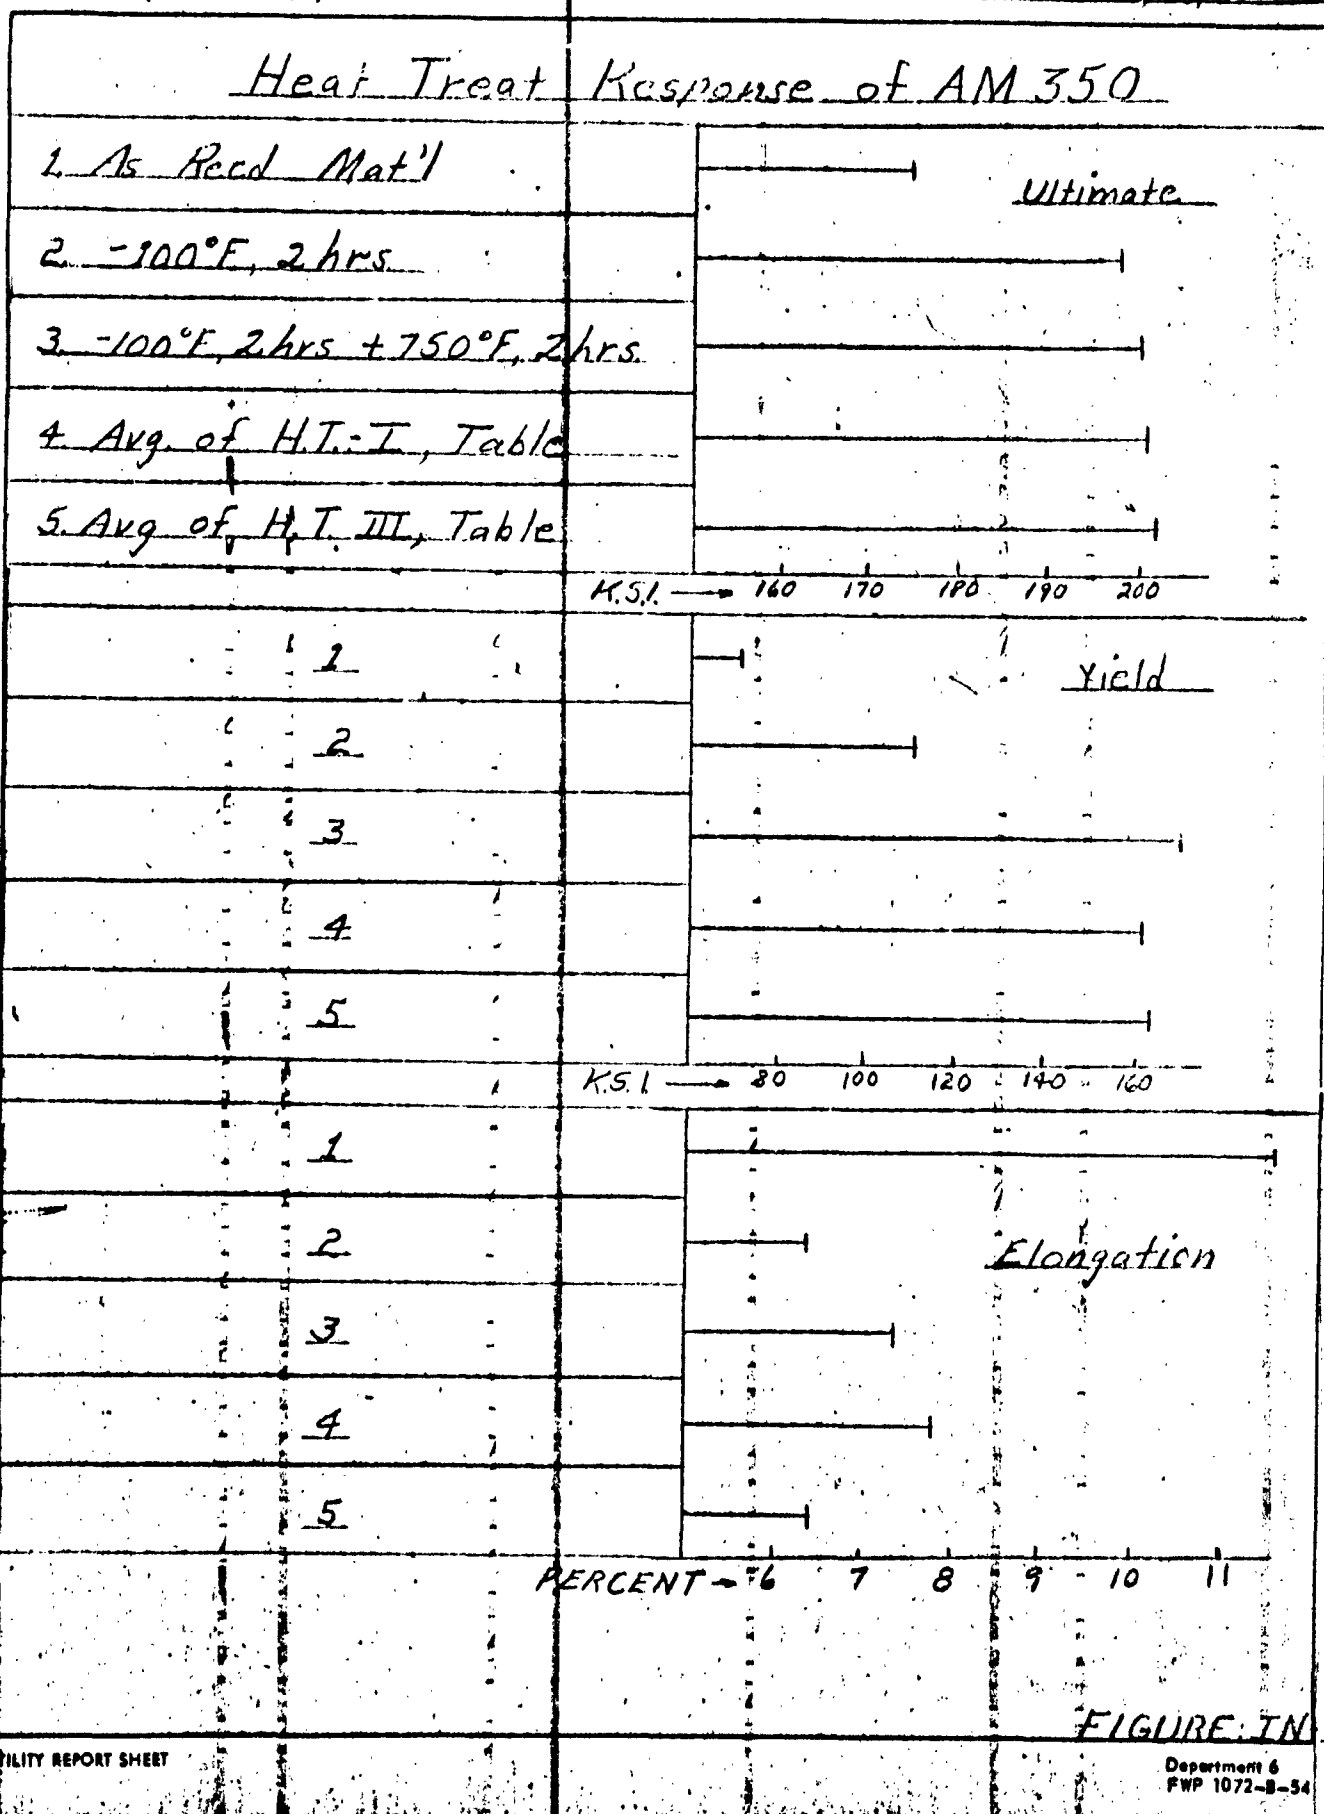 Heat Treat Response of AM 350
1. As Recd Mat'l
Ultimate
2. -100°F, 2 hrs.
3. -100°F, 2 hrs + 750°F, 2 hrs.
4. Avg. of H.T.-I, Table
5. Avg of H.T. III, Table
K.S.I. → 160 170 180 190 200
1
Yield
2
3
4
5
K.S.I. → 80 100 120 140 160
1
2
Elongation
3
4
5
PERCENT → 6 7 8 9 10 11
FIGURE: IN
TILITY REPORT SHEET
Department 6
FWP 1072-8-54